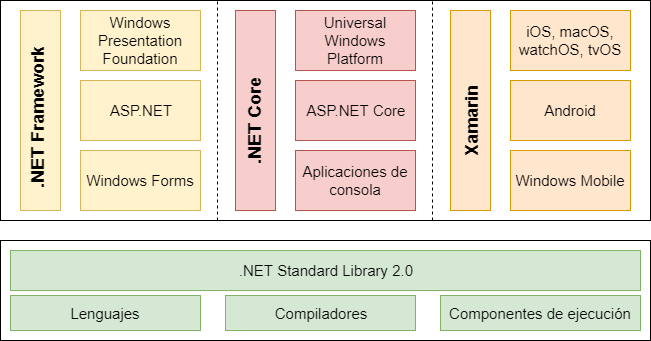 .NET Framework
Windows
Presentation
Foundation
ASP.NET
Windows Forms
.NET Core
Universal
Windows
Platform
ASP.NET Core
Aplicaciones de
consola
Xamarin
iOS, macOS,
watchOS, tvOS
Android
Windows Mobile
.NET Standard Library 2.0
Lenguajes
Compiladores
Componentes de ejecución